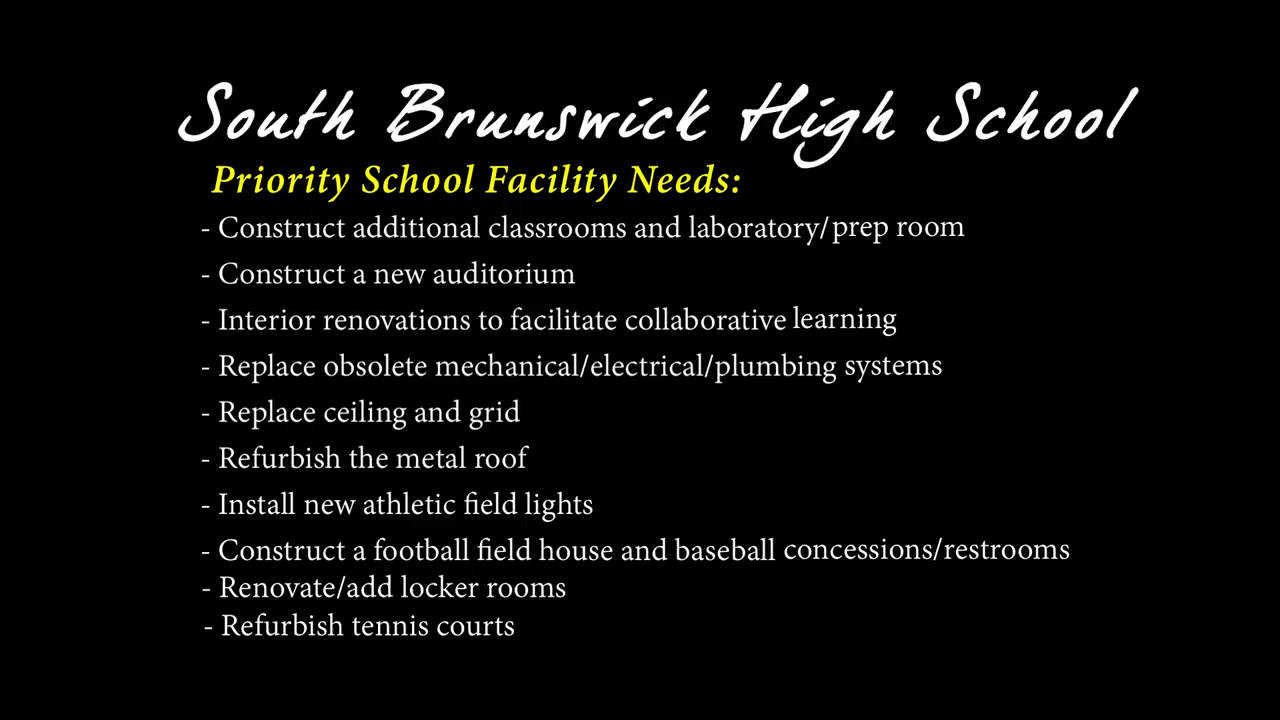 South Brunswick High School
Priority School Facility Needs:
- Construct additional classrooms and laboratory/prep room
- Construct a new auditorium
- Interior renovations to facilitate collaborative learning
- Replace obsolete mechanical/electrical/plumbing systems
- Replace ceiling and grid
- Refurbish the metal roof
- Install new athletic field lights
- Construct a football field house and baseball concessions/restrooms
- Renovate/add locker rooms
- Refurbish tennis courts